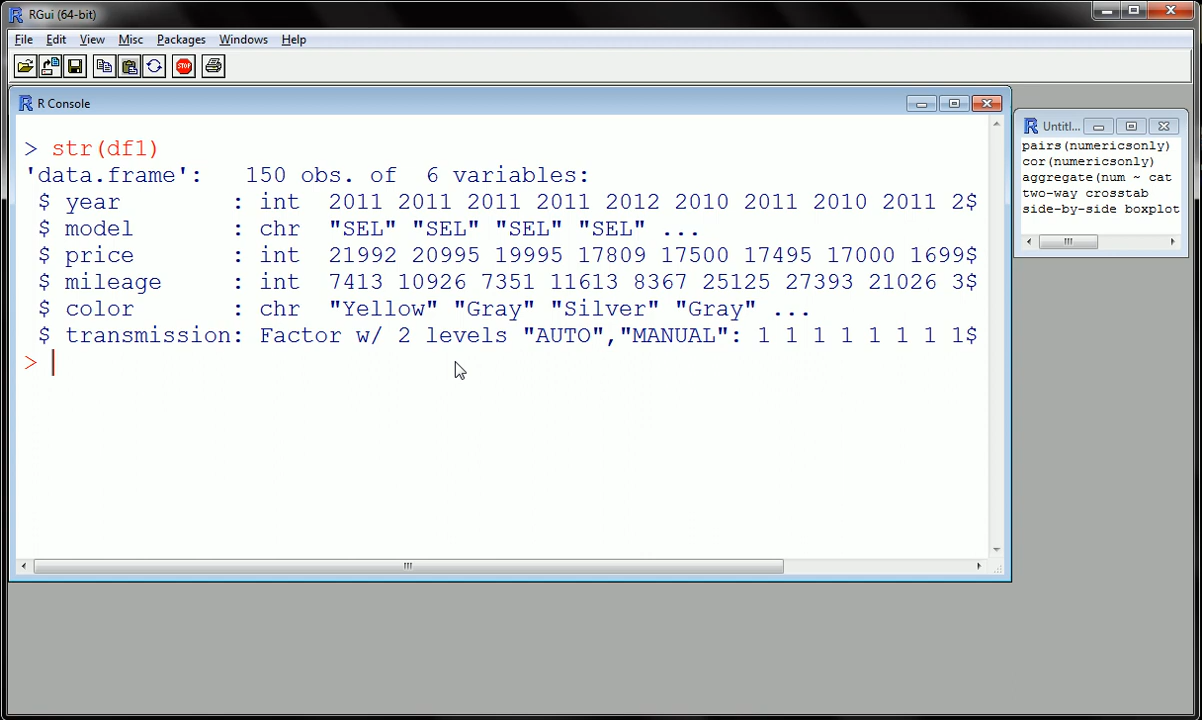 RGui (64-bit)
File Edit View Misc Packages Windows Help
STOP
R Console
> str(df1)
'data.frame':   150 obs. of  6 variables:
 $ year        : int  2011 2011 2011 2011 2012 2010 2011 2010 2011 2$
 $ model       : chr  "SEL" "SEL" "SEL" "SEL" ...
 $ price       : int  21992 20995 19995 17809 17500 17495 17000 1699$
 $ mileage     : int  7413 10926 7351 11613 8367 25125 27393 21026 3$
 $ color       : chr  "Yellow" "Gray" "Silver" "Gray" ...
 $ transmission: Factor w/ 2 levels "AUTO","MANUAL": 1 1 1 1 1 1 1 1$
>
Untitl...
pairs(numericsonly)
cor(numericsonly)
aggregate(num ~ cat
two-way crosstab
side-by-side boxplot